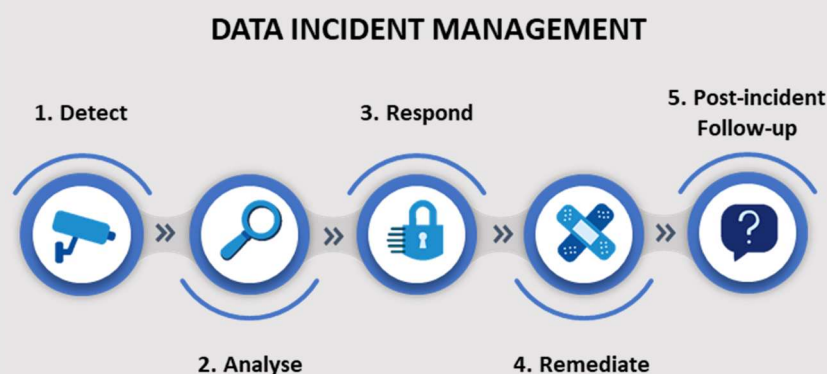 DATA INCIDENT MANAGEMENT
1. Detect
2. Analyse
3. Respond
4. Remediate
5. Post-incident
Follow-up
?